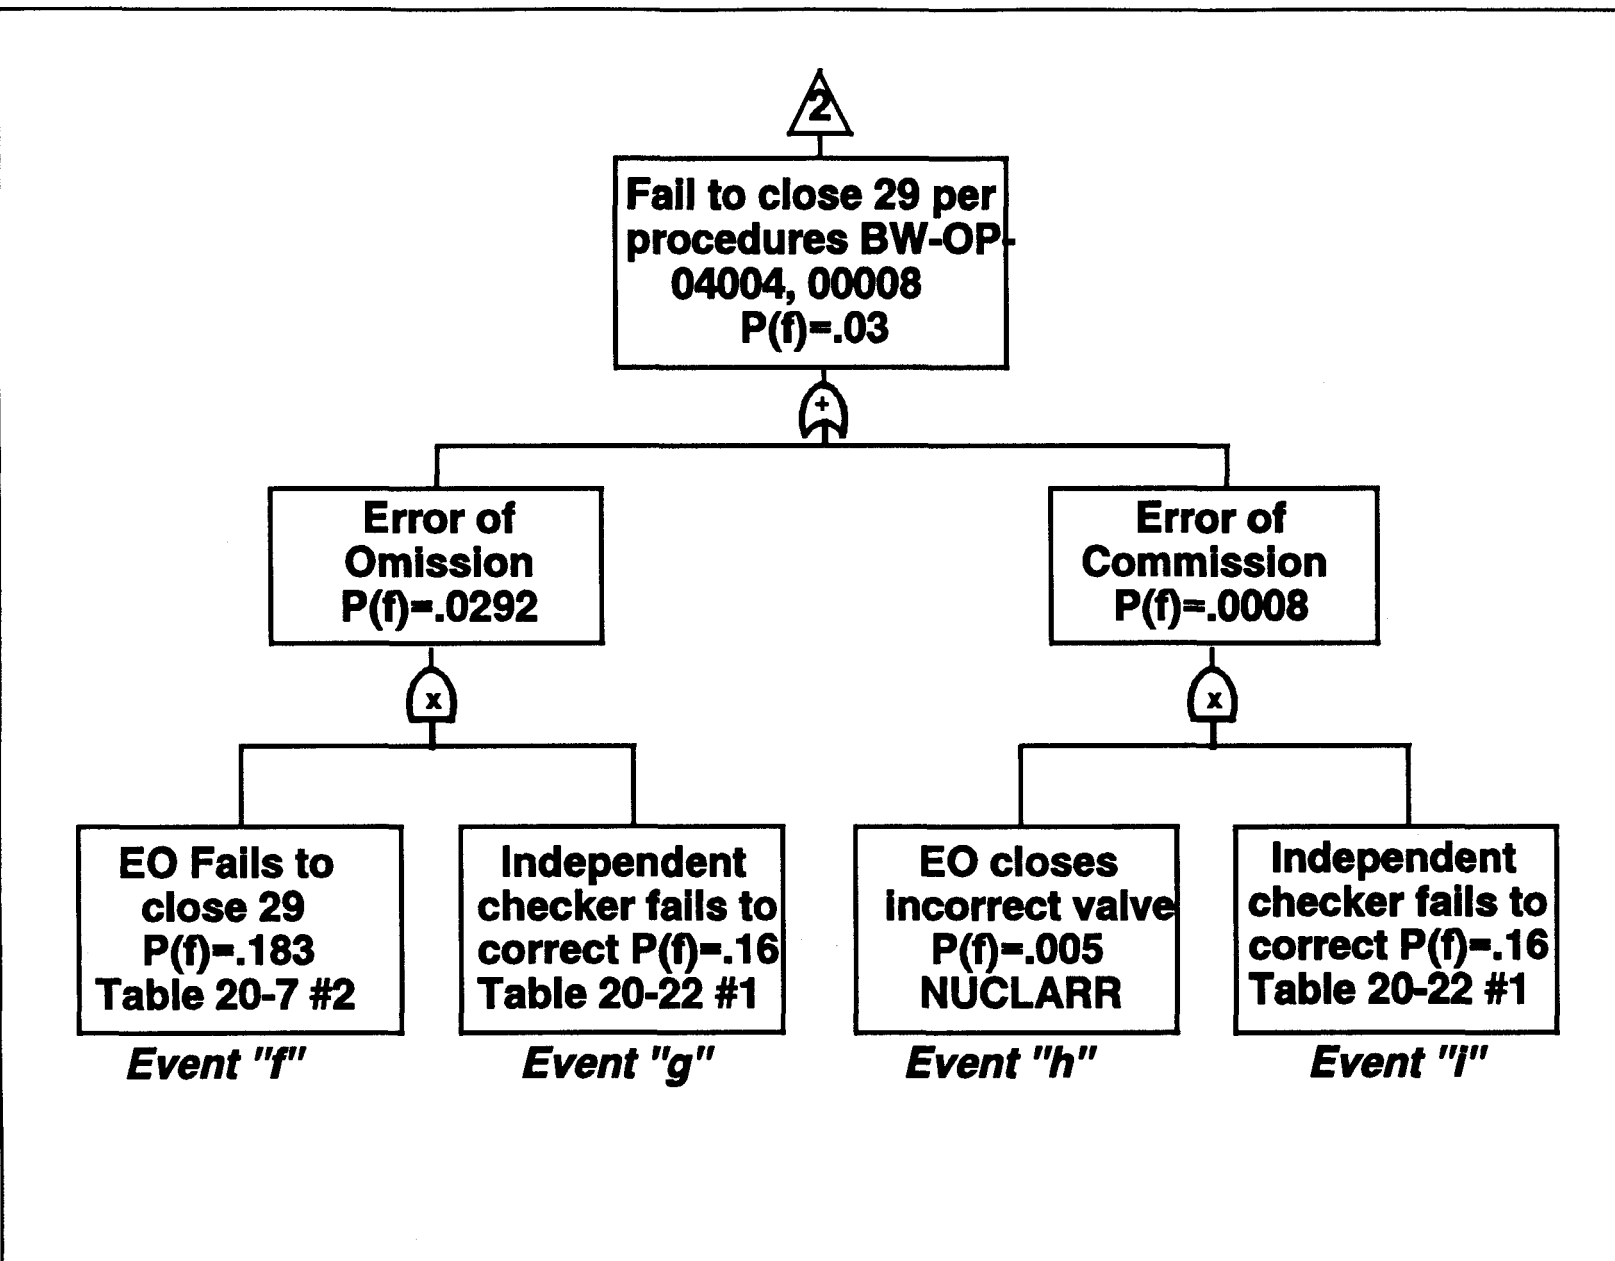 2
Fail to close 29 per
procedures BW-OP-
04004, 00008
P(f)=.03
+
Error of
Omission
P(f)=.0292
Error of
Commission
P(f)=.0008
x
x
EO Fails to
close 29
P(f)=.183
Table 20-7 #2
Independent
checker fails to
correct P(f)=.16
Table 20-22 #1
EO closes
incorrect valve
P(f)=.005
NUCLARR
Independent
checker fails to
correct P(f)=.16
Table 20-22 #1
Event "f"
Event "g"
Event "h"
Event "i"